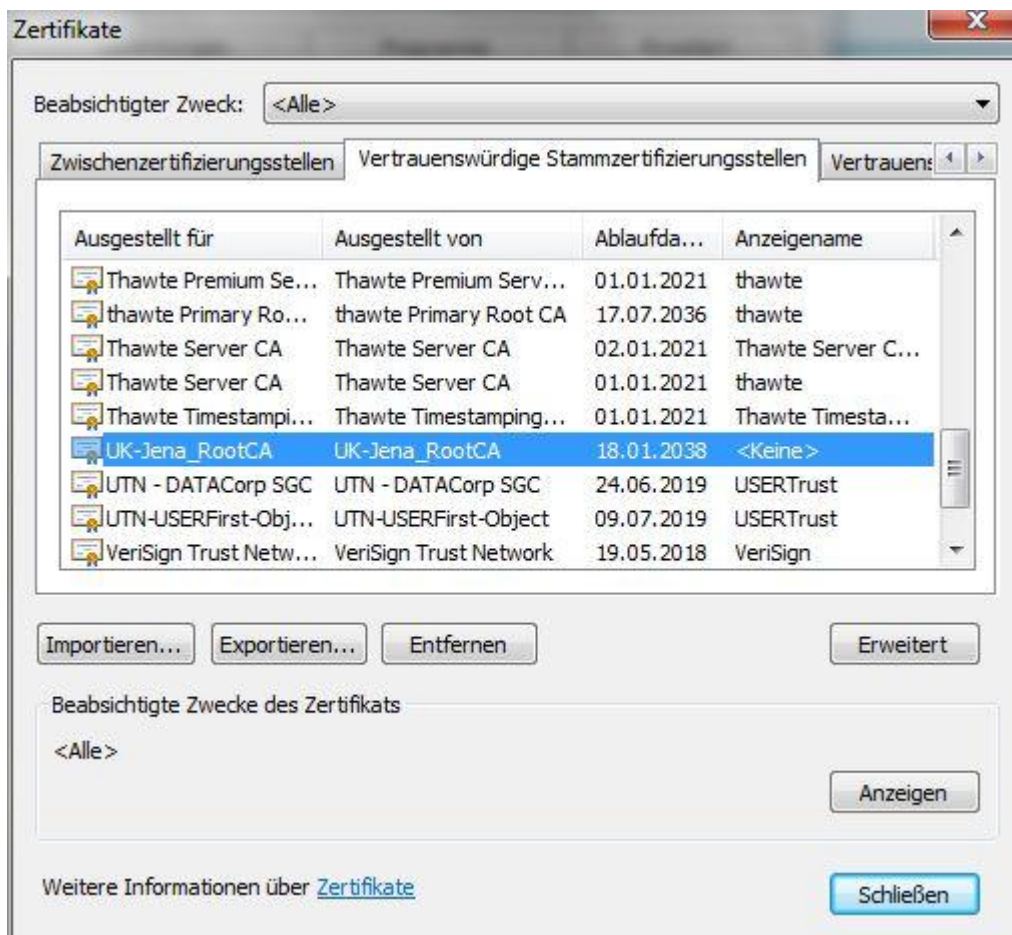 Zertifikate
Beabsichtigter Zweck: <Alle>
Zwischenzertifizierungsstellen Vertrauenswürdige Stammzertifizierungsstellen Vertrauens
Ausgestellt für Ausgestellt von Ablaufda... Anzeigename
Thawte Premium Se... Thawte Premium Serv... 01.01.2021 thawte
thawte Primary Ro... thawte Primary Root CA 17.07.2036 thawte
Thawte Server CA Thawte Server CA 02.01.2021 Thawte Server C...
Thawte Server CA Thawte Server CA 01.01.2021 thawte
Thawte Timestampi... Thawte Timestamping... 01.01.2021 Thawte Timesta...
UK-Jena_RootCA UK-Jena_RootCA 18.01.2038 <Keine>
UTN - DATACorp SGC UTN - DATACorp SGC 24.06.2019 USERTrust
UTN-USERFirst-Obj... UTN-USERFirst-Object 09.07.2019 USERTrust
VeriSign Trust Netw... VeriSign Trust Network 19.05.2018 VeriSign
Importieren... Exportieren... Entfernen Erweitert
Beabsichtigte Zwecke des Zertifikats
<Alle>
Anzeigen
Weitere Informationen über Zertifikate
Schließen